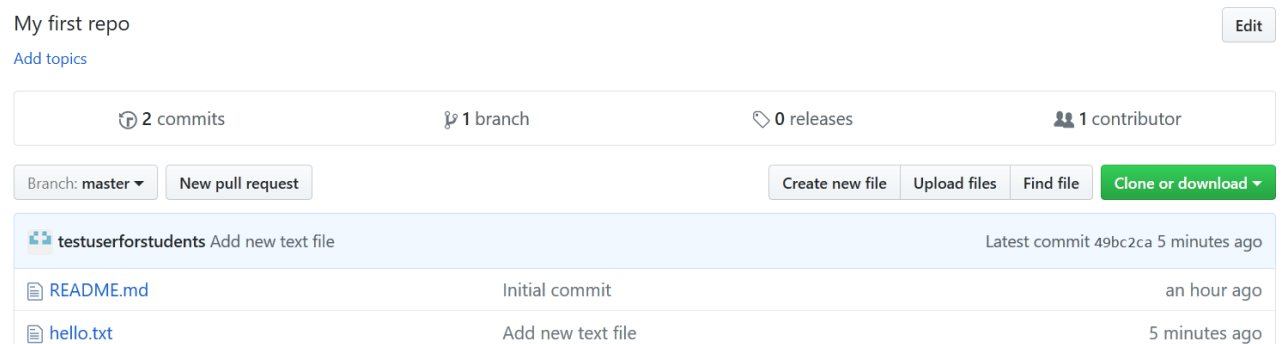 My first repo
Edit
Add topics
2 commits
1 branch
0 releases
1 contributor
Branch: master
New pull request
Create new file
Upload files
Find file
Clone or download
testuserforstudents Add new text file
Latest commit 49bc2ca 5 minutes ago
README.md
Initial commit
an hour ago
hello.txt
Add new text file
5 minutes ago